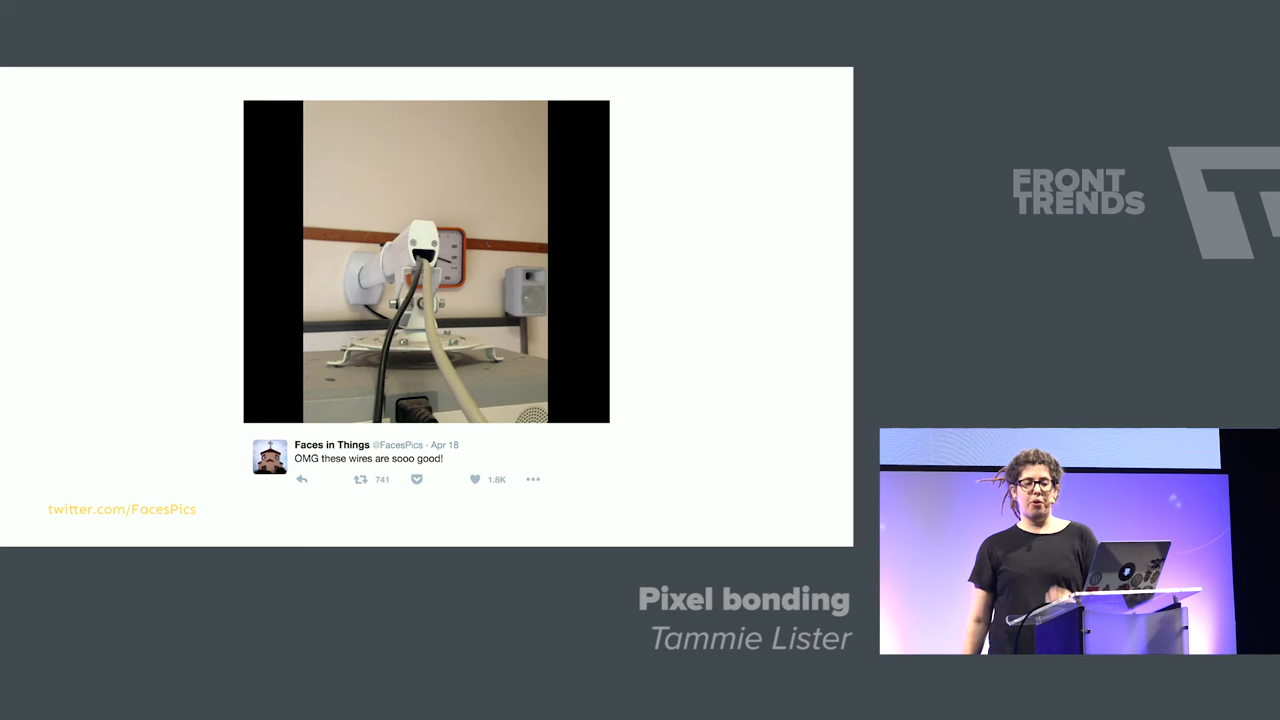 Faces in Things @FacesPics · Apr 18
OMG these wires are sooo good!
741
1.8K
twitter.com/FacesPics
FRONT
TRENDS
Pixel bonding
Tammie Lister